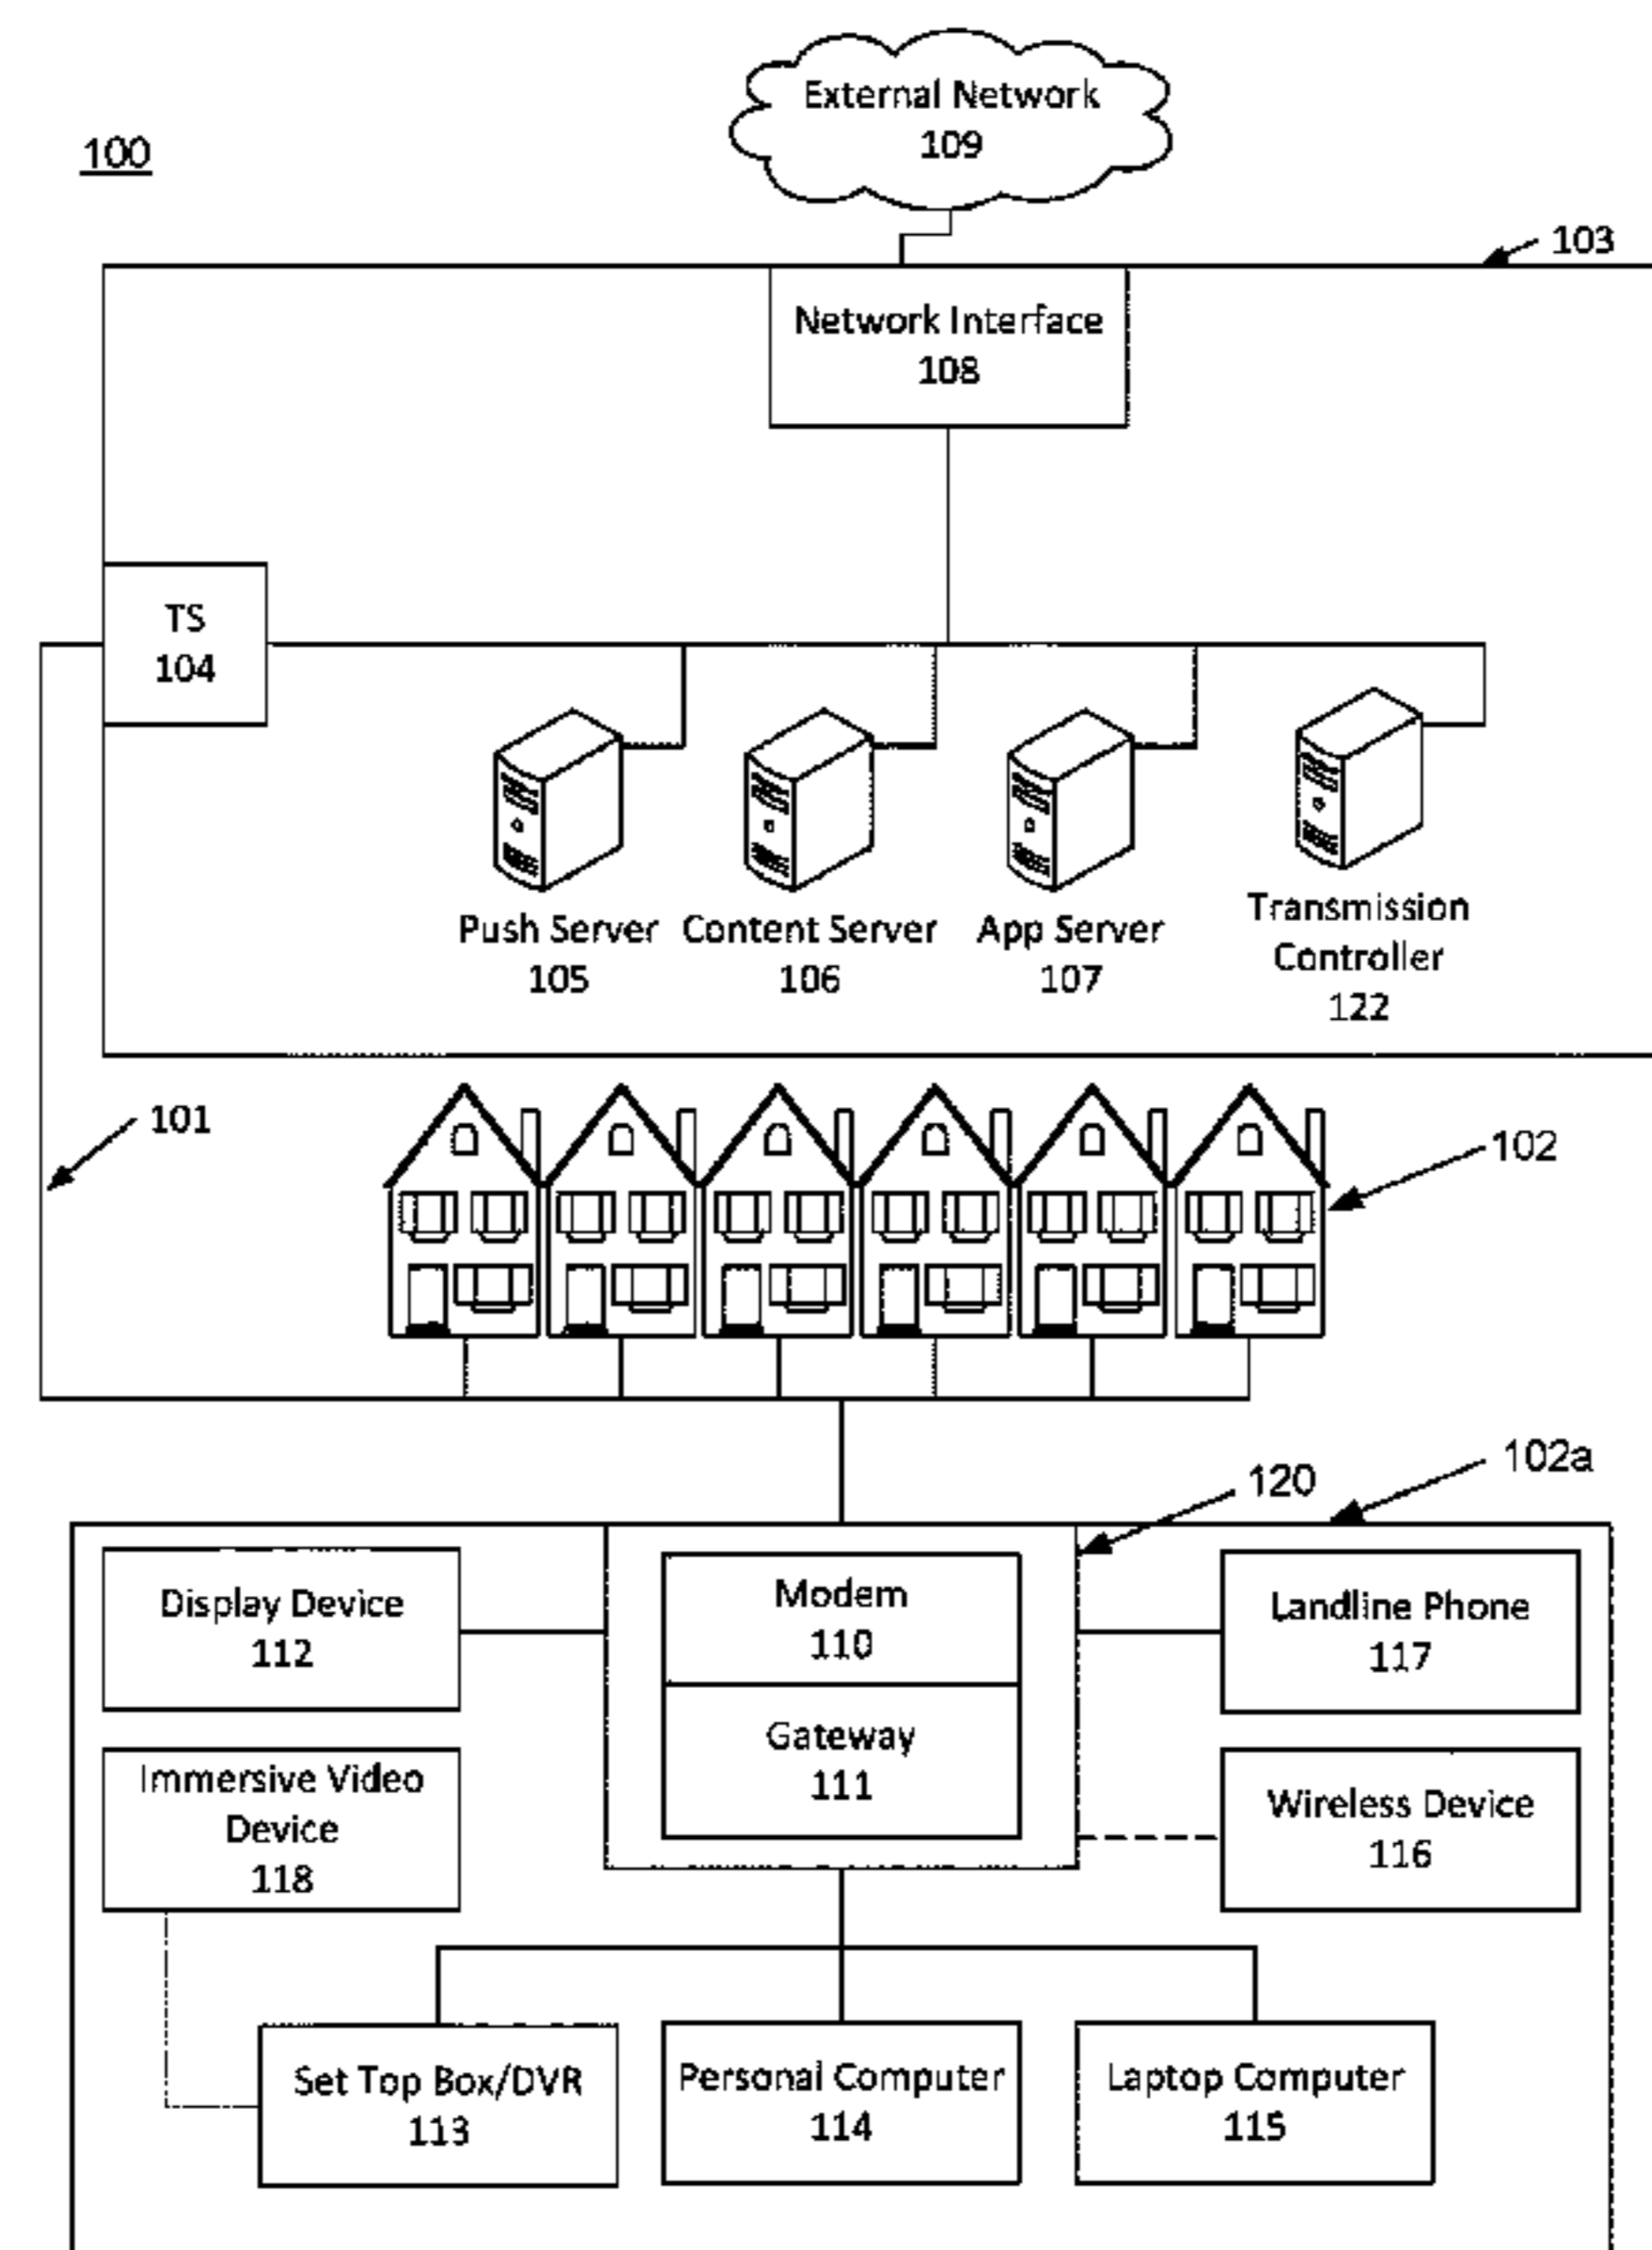 External Network
109
100
103
Network Interface
108
TS
104
Push Server
105
Content Server
106
App Server
107
Transmission
Controller
122
101
102
102a
120
Display Device
112
Modem
110
Landline Phone
117
Gateway
111
Immersive Video
Device
118
Wireless Device
116
Set Top Box/DVR
113
Personal Computer
114
Laptop Computer
115